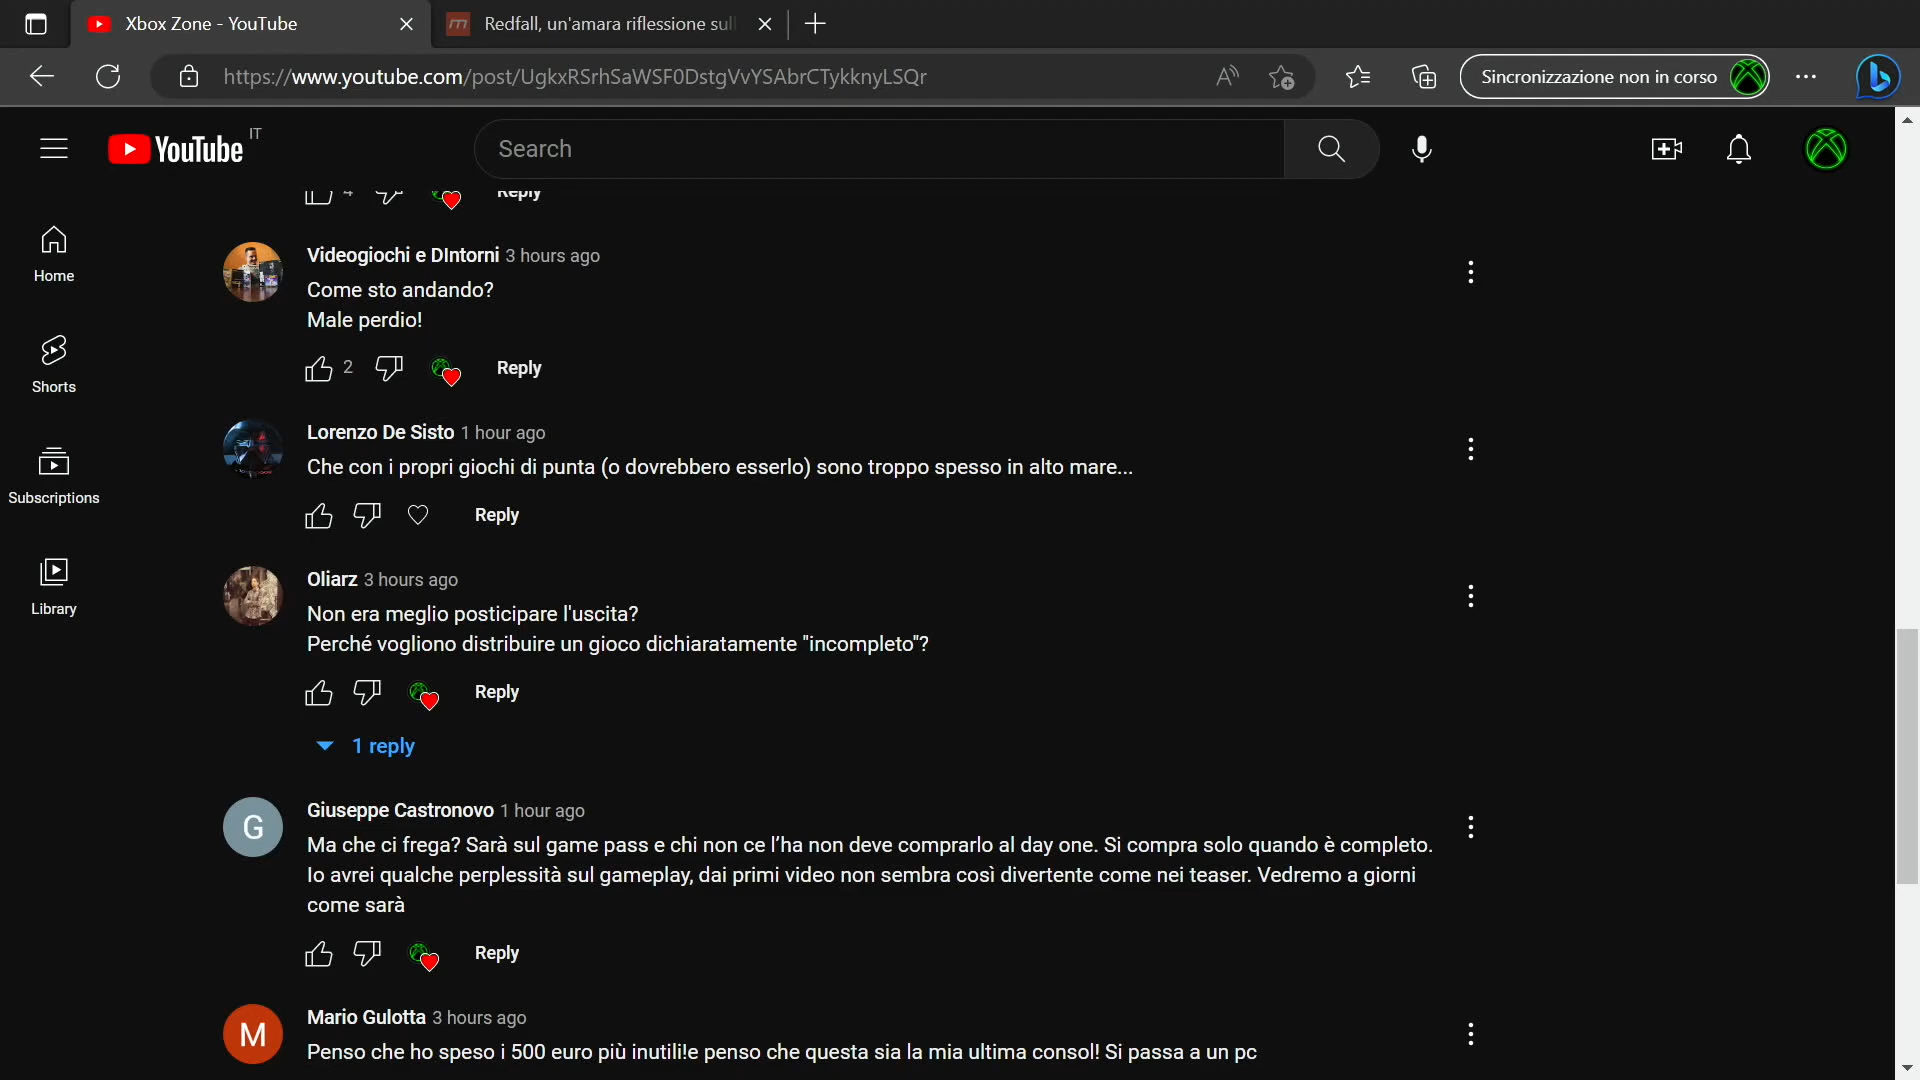 Xbox Zone - YouTube
Redfall, un'amara riflessione sul
https://www.youtube.com/post/UgkxRSrhSaWSF0DstgVvYSAbrCTykknyLSQr
Sincronizzazione non in corso
YouTube IT
Search
4 Reply
Home
Shorts
Subscriptions
Library
Videogiochi e DIntorni 3 hours ago
Come sto andando?
Male perdio!
2 Reply
Lorenzo De Sisto 1 hour ago
Che con i propri giochi di punta (o dovrebbero esserlo) sono troppo spesso in alto mare...
Reply
Oliarz 3 hours ago
Non era meglio posticipare l'uscita?
Perché vogliono distribuire un gioco dichiaratamente "incompleto"?
Reply
1 reply
G
Giuseppe Castronovo 1 hour ago
Ma che ci frega? Sarà sul game pass e chi non ce l’ha non deve comprarlo al day one. Si compra solo quando è completo.
Io avrei qualche perplessità sul gameplay, dai primi video non sembra così divertente come nei teaser. Vedremo a giorni
come sarà
Reply
M
Mario Gulotta 3 hours ago
Penso che ho speso i 500 euro più inutili!e penso che questa sia la mia ultima consol! Si passa a un pc